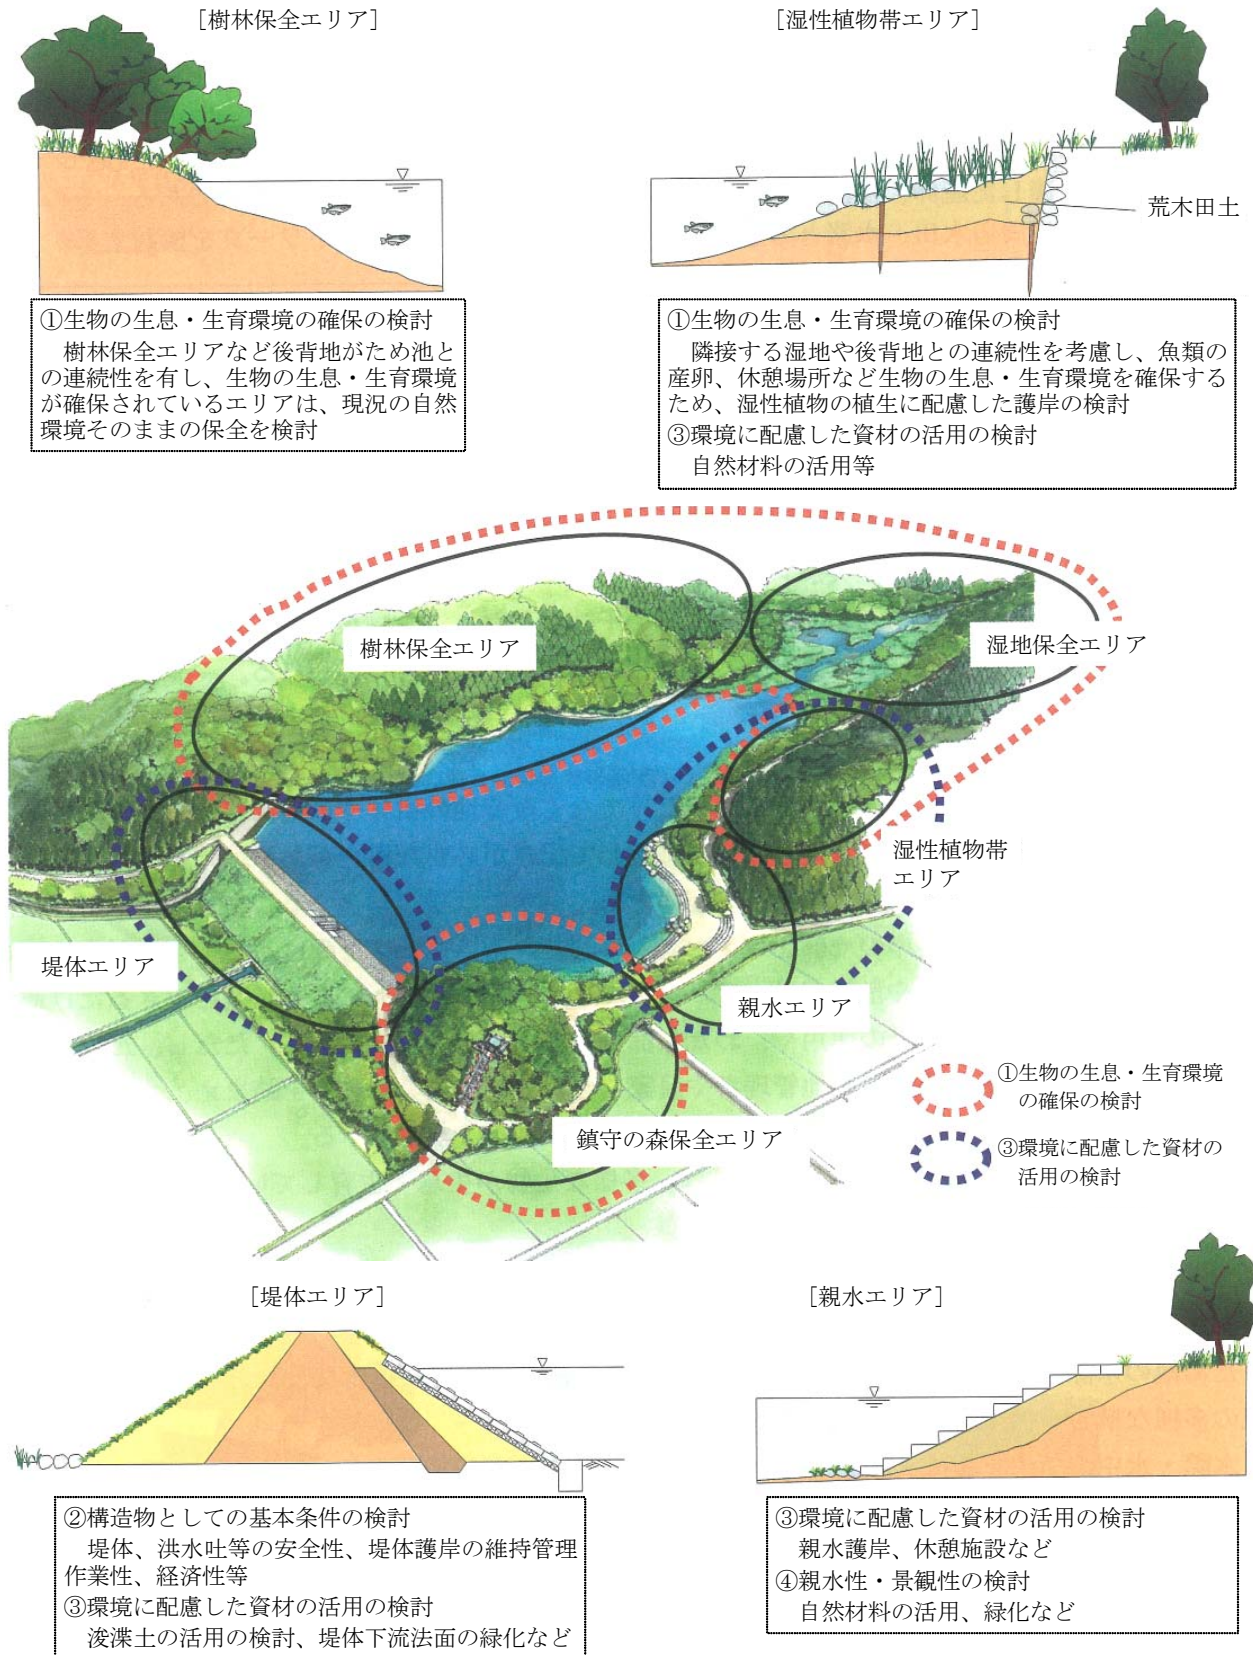 ［樹林保全エリア］
［湿性植物帯エリア］
荒木田土
①生物の生息・生育環境の確保の検討
樹林保全エリアなど後背地がため池と
の連続性を有し、生物の生息・生育環境
が確保されているエリアは、現況の自然
環境そのままの保全を検討
①生物の生息・生育環境の確保の検討
隣接する湿地や後背地との連続性を考慮し、魚類の
産卵、休憩場所など生物の生息・生育環境を確保する
ため、湿性植物の植生に配慮した護岸の検討
③環境に配慮した資材の活用の検討
自然材料の活用等
樹林保全エリア
湿地保全エリア
湿性植物帯
エリア
堤体エリア
親水エリア
鎮守の森保全エリア
①生物の生息・生育環境
の確保の検討
③環境に配慮した資材の
活用の検討
［堤体エリア］
［親水エリア］
②構造物としての基本条件の検討
堤体、洪水吐等の安全性、堤体護岸の維持管理
作業性、経済性等
③環境に配慮した資材の活用の検討
浚渫土の活用の検討、堤体下流法面の緑化など
③環境に配慮した資材の活用の検討
親水護岸、休憩施設など
④親水性・景観性の検討
自然材料の活用、緑化など